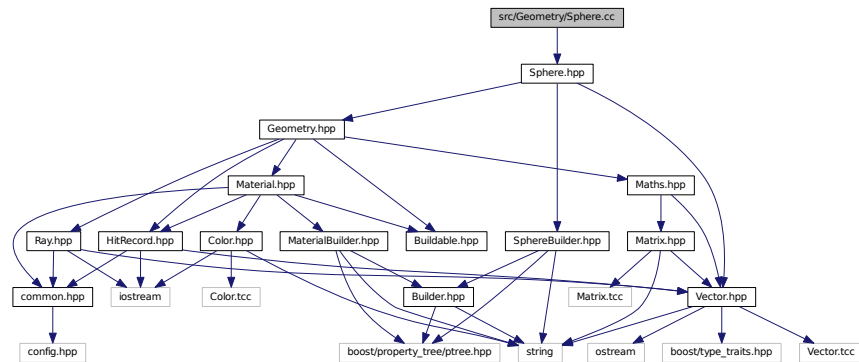 src/Geometry/Sphere.cc
Sphere.hpp
Geometry.hpp
Material.hpp
Maths.hpp
Ray.hpp
HitRecord.hpp
Color.hpp
MaterialBuilder.hpp
Buildable.hpp
SphereBuilder.hpp
Matrix.hpp
common.hpp
iostream
Color.tcc
Builder.hpp
Matrix.tcc
Vector.hpp
config.hpp
boost/property_tree/ptree.hpp
string
ostream
boost/type_traits.hpp
Vector.tcc